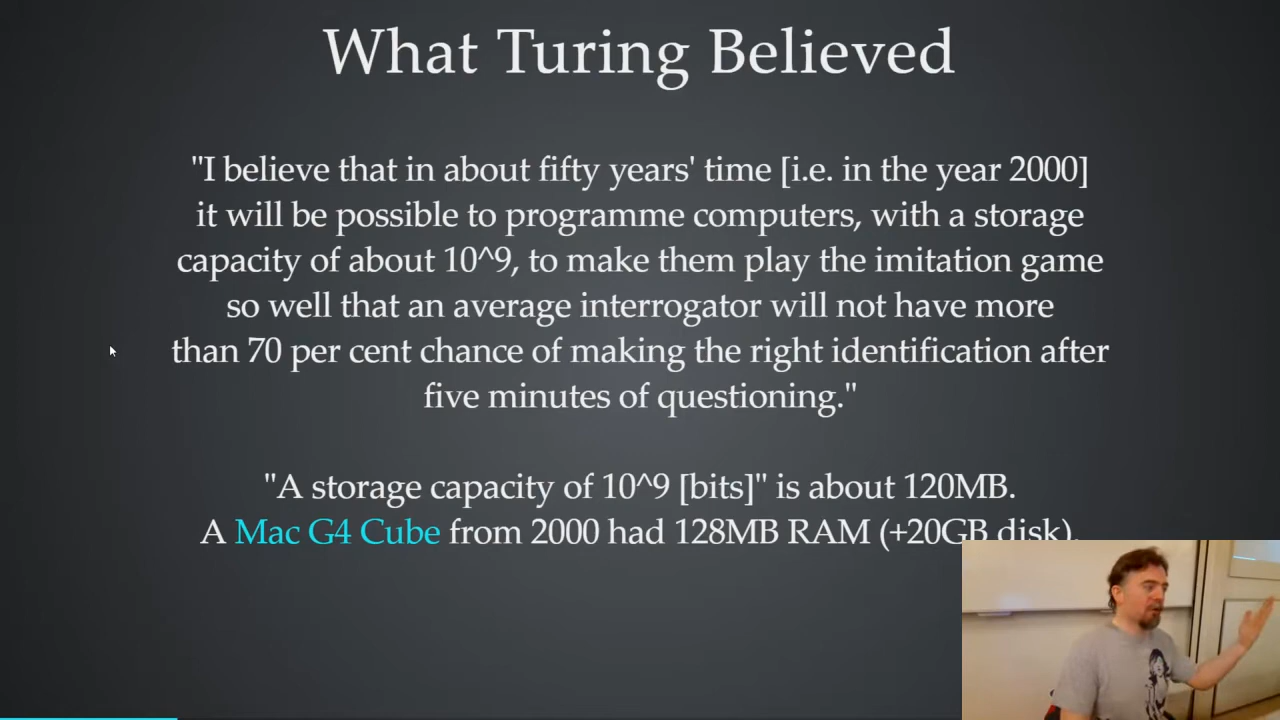 What Turing Believed
"I believe that in about fifty years' time [i.e. in the year 2000]
it will be possible to programme computers, with a storage
capacity of about 10^9, to make them play the imitation game
so well that an average interrogator will not have more
than 70 per cent chance of making the right identification after
five minutes of questioning."
"A storage capacity of 10^9 [bits]" is about 120MB.
A Mac G4 Cube from 2000 had 128MB RAM (+20GB disk).